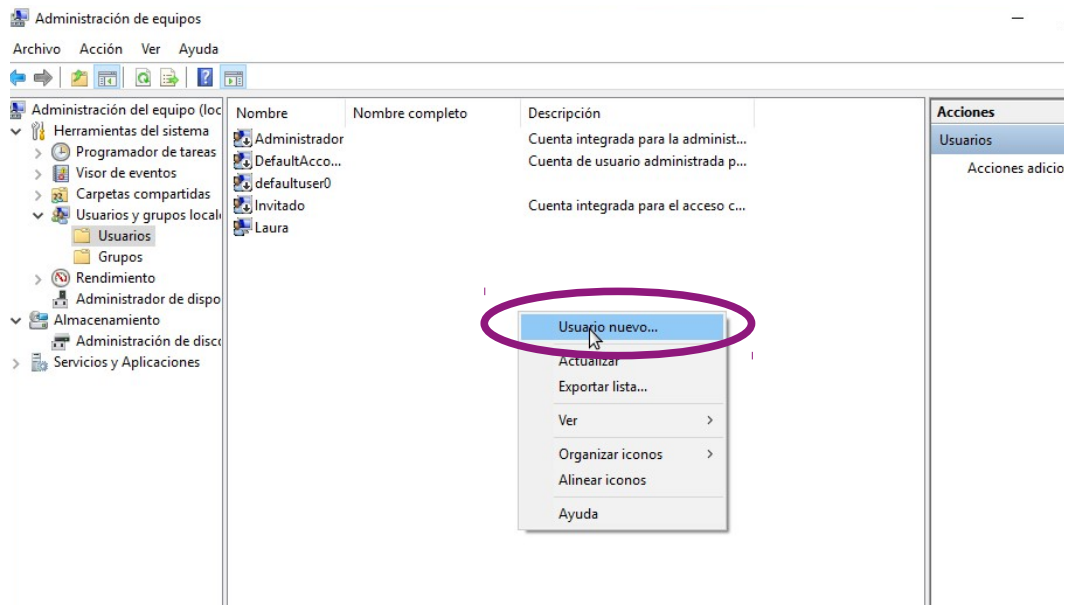 Administración de equipos
Archivo Acción Ver Ayuda
Administración del equipo (loc
Herramientas del sistema
Programador de tareas
Visor de eventos
Carpetas compartidas
Usuarios y grupos local
Usuarios
Grupos
Rendimiento
Administrador de dispo
Almacenamiento
Administración de disco
Servicios y Aplicaciones
Nombre Nombre completo Descripción
Administrador Cuenta integrada para la administ...
DefaultAcco... Cuenta de usuario administrada p...
defaultuser0
Invitado Cuenta integrada para el acceso c...
Laura
Usuario nuevo...
Actualizar
Exportar lista...
Ver
Organizar iconos
Alinear iconos
Ayuda
Acciones
Usuarios
Acciones adicio